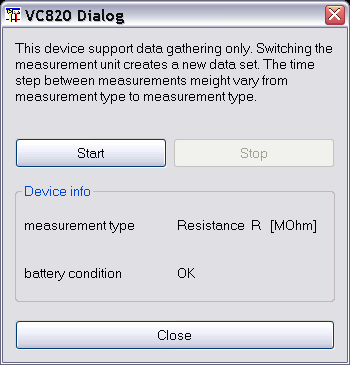 VC820 Dialog
This device support data gathering only. Switching the
measurement unit creates a new data set. The time
step between measurements meight vary from
measurement type to measurement type.
Start Stop
Device info
measurement type Resistance R [MOhm]
battery condition OK
Close